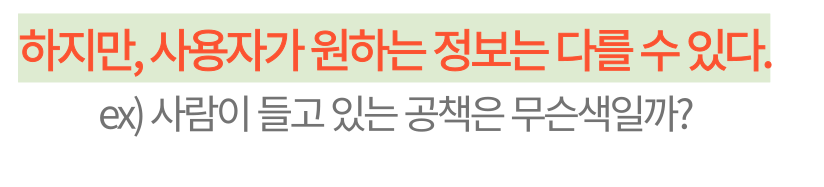 하지만, 사용자가 원하는 정보는 다를 수 있다.
ex) 사람이 들고 있는 공책은 무슨색일까?